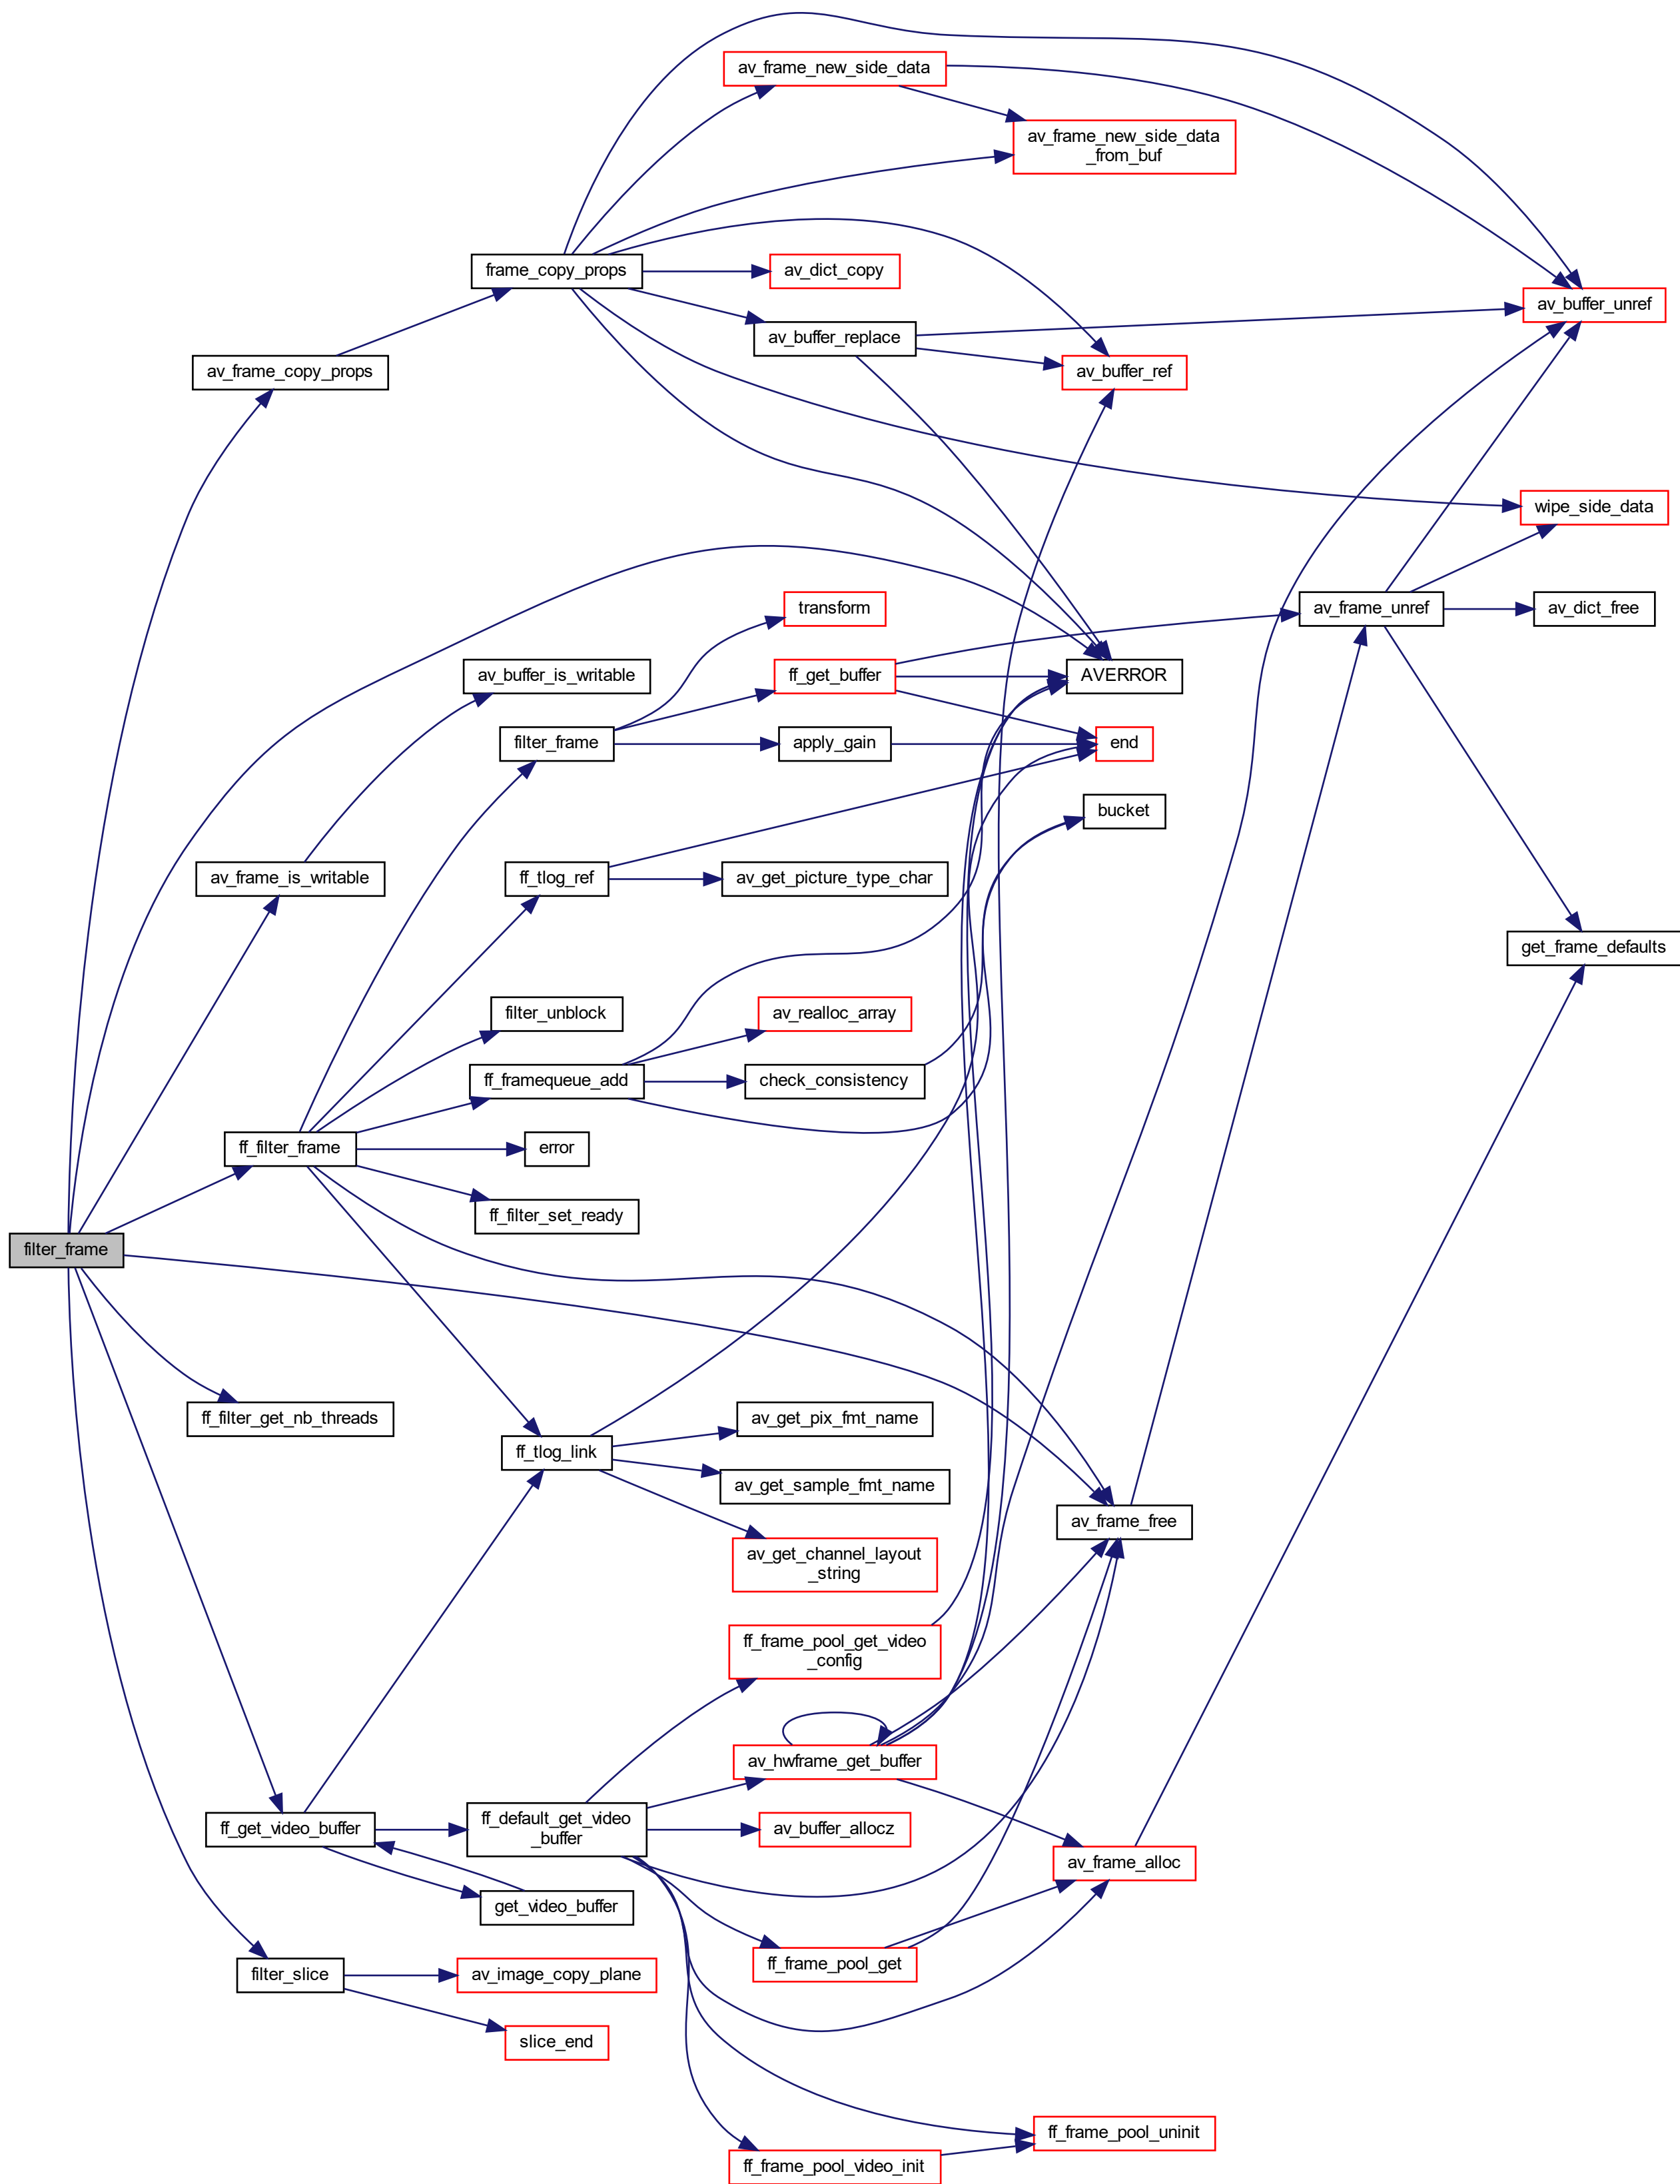 av_frame_new_side_data
av_frame_new_side_data
_from_buf
frame_copy_props
av_dict_copy
av_buffer_unref
av_buffer_replace
av_frame_copy_props
av_buffer_ref
wipe_side_data
transform
av_frame_unref
av_dict_free
av_buffer_is_writable
ff_get_buffer
AVERROR
filter_frame
apply_gain
end
bucket
av_frame_is_writable
ff_tlog_ref
av_get_picture_type_char
get_frame_defaults
filter_unblock
av_realloc_array
ff_framequeue_add
check_consistency
ff_filter_frame
error
ff_filter_set_ready
filter_frame
ff_filter_get_nb_threads
av_get_pix_fmt_name
ff_tlog_link
av_get_sample_fmt_name
av_frame_free
av_get_channel_layout
_string
ff_frame_pool_get_video
_config
av_hwframe_get_buffer
ff_get_video_buffer
ff_default_get_video
_buffer
av_buffer_allocz
av_frame_alloc
get_video_buffer
ff_frame_pool_get
filter_slice
av_image_copy_plane
slice_end
ff_frame_pool_uninit
ff_frame_pool_video_init